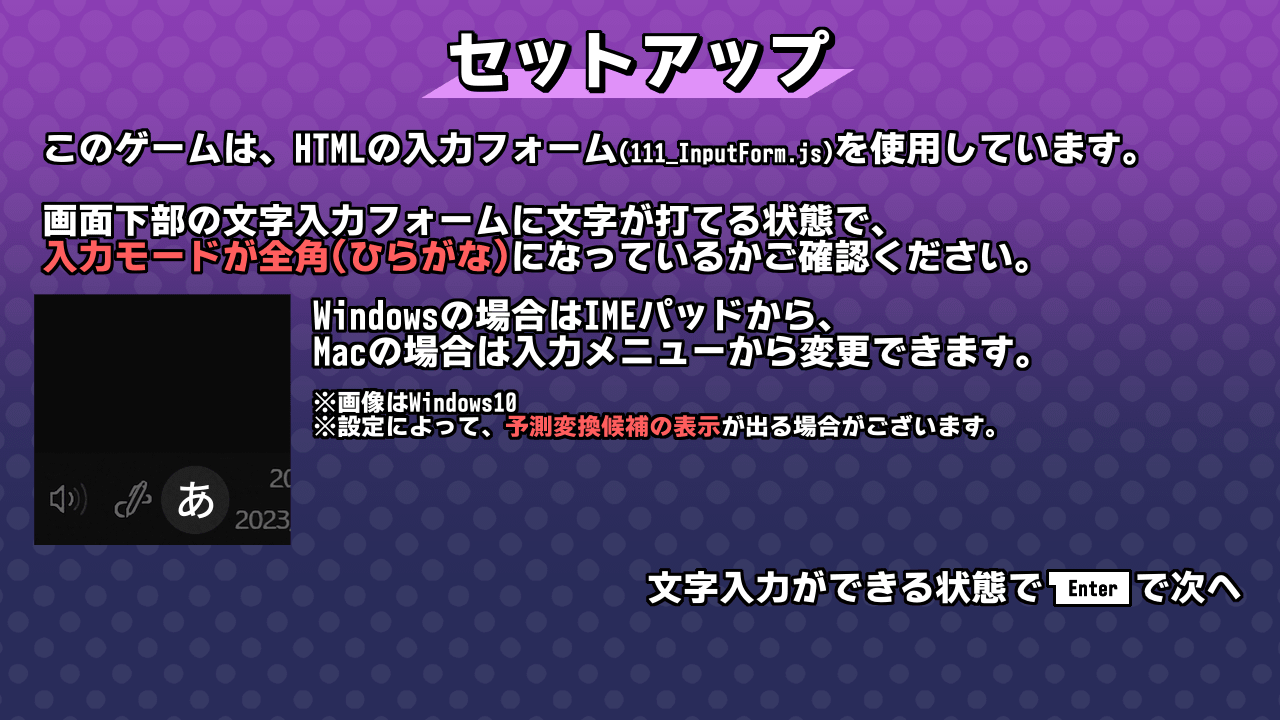 セットアップ
このゲームは、HTMLの入力フォーム(111_InputForm.js)を使用しています。
画面下部の文字入力フォームに文字が打てる状態で、
入力モードが全角(ひらがな)になっているかご確認ください。
Windowsの場合はIMEパッドから、
Macの場合は入力メニューから変更できます。
※画像はWindows10
※設定によって、予測変換候補の表示が出る場合がございます。
あ
20
2023
文字入力ができる状態で Enter で次へ